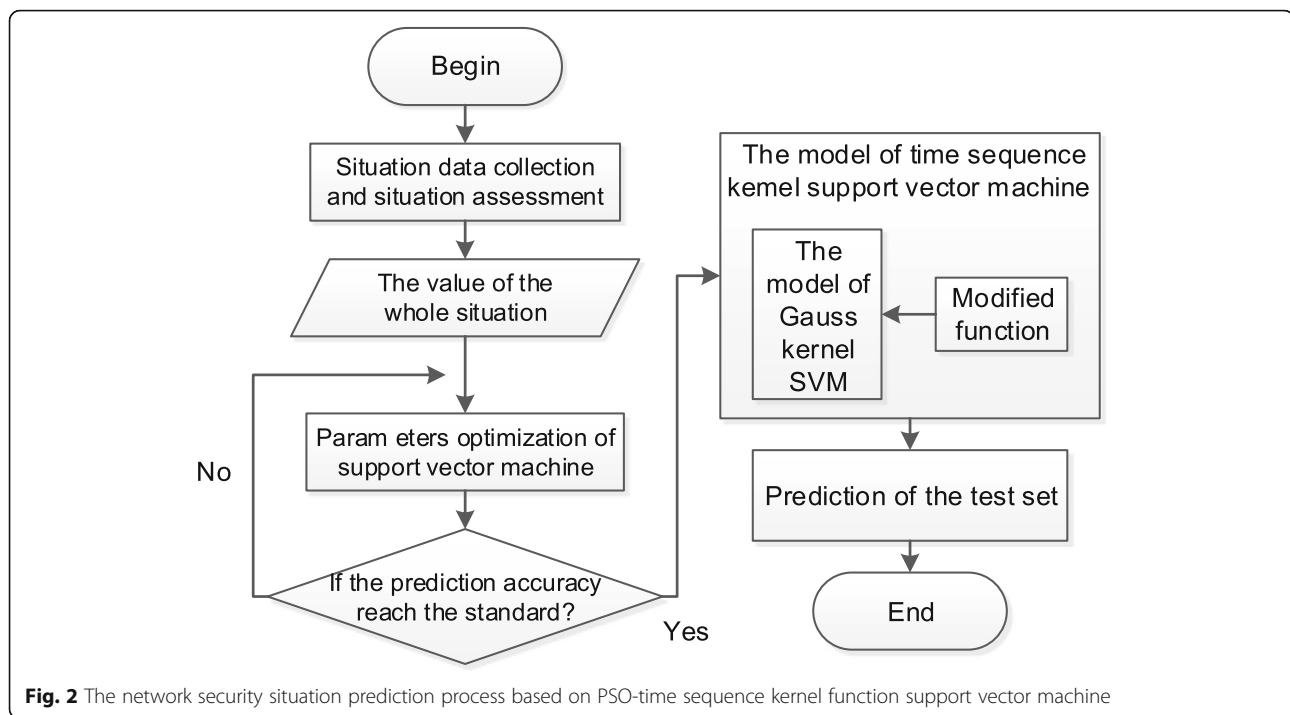 Begin
Situation data collection
and situation assessment
The value of the
whole situation
Param eters optimization of
support vector machine
No
If the prediction accuracy
reach the standard?
Yes
The model of time sequence
kemel support vector machine
The
model of
Gauss
kernel
SVM
Modified
function
Prediction of the test set
End
Fig. 2 The network security situation prediction process based on PSO-time sequence kernel function support vector machine